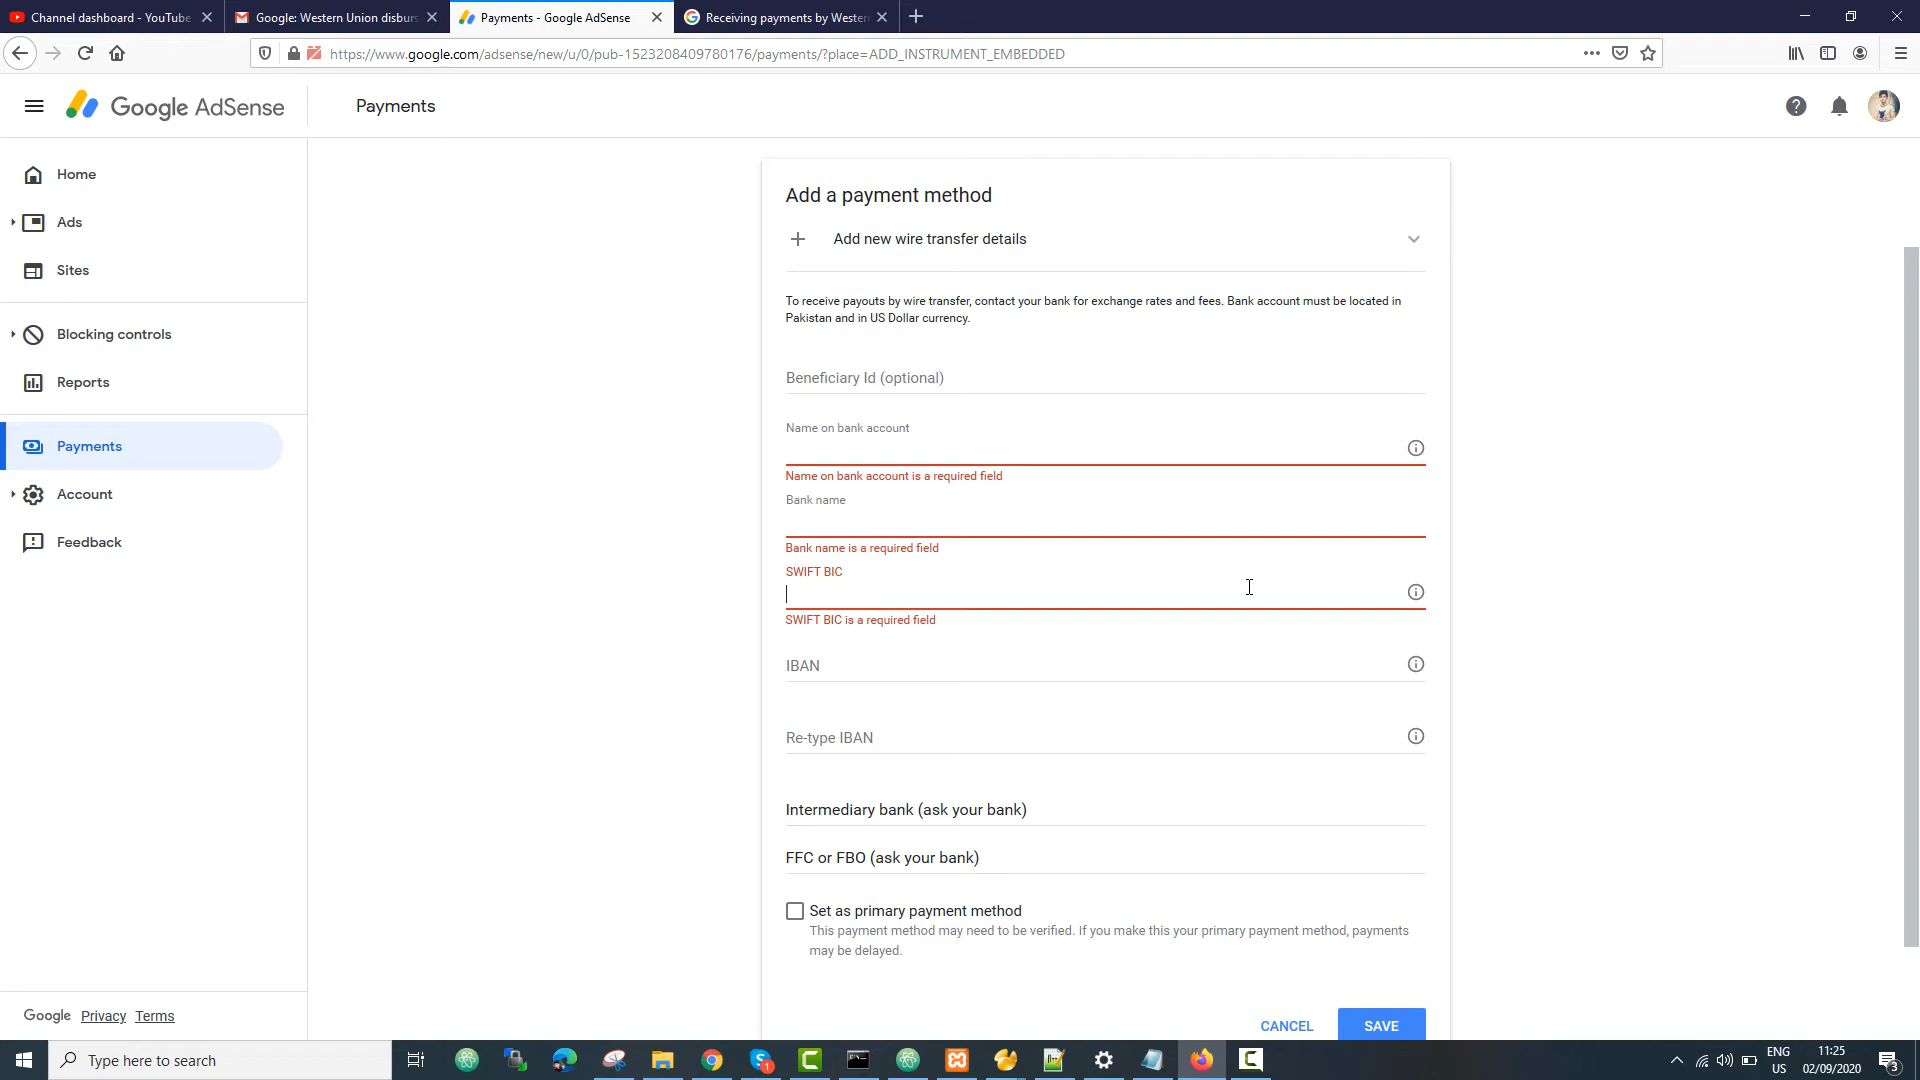 Channel dashboard - YouTube
Google: Western Union disburs
Payments - Google AdSense
Receiving payments by Wester
https://www.google.com/adsense/new/u/0/pub-1523208409780176/payments/?place=ADD_INSTRUMENT_EMBEDDED
Google AdSense
Payments
Home
Ads
Sites
Blocking controls
Reports
Payments
Account
Feedback
Google Privacy Terms
Add a payment method
Add new wire transfer details
To receive payouts by wire transfer, contact your bank for exchange rates and fees. Bank account must be located in
Pakistan and in US Dollar currency.
Beneficiary Id (optional)
Name on bank account
Name on bank account is a required field
Bank name
Bank name is a required field
SWIFT BIC
SWIFT BIC is a required field
IBAN
Re-type IBAN
Intermediary bank (ask your bank)
FFC or FBO (ask your bank)
Set as primary payment method
This payment method may need to be verified. If you make this your primary payment method, payments
may be delayed.
CANCEL
SAVE
Type here to search
1
ENG
US
11:25
02/09/2020
3